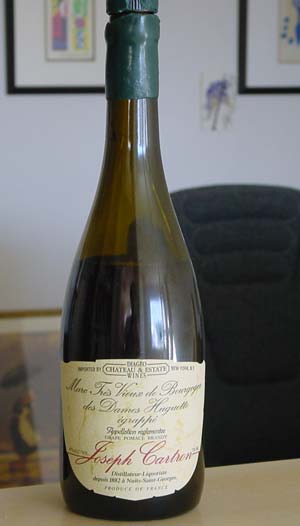 DIAGEO
IMPORTED BY CHATEAU & ESTATE NEW YORK, N.Y.
WINES
Marc Très Vieux de Bourgogne
des Dames Huguette
égrappé
Appellation réglementée
GRAPE POMACE BRANDY
Joseph Cartron
Distillateur-Liquoriste
depuis 1882 à Nuits-Saint-Georges
PRODUCE OF FRANCE